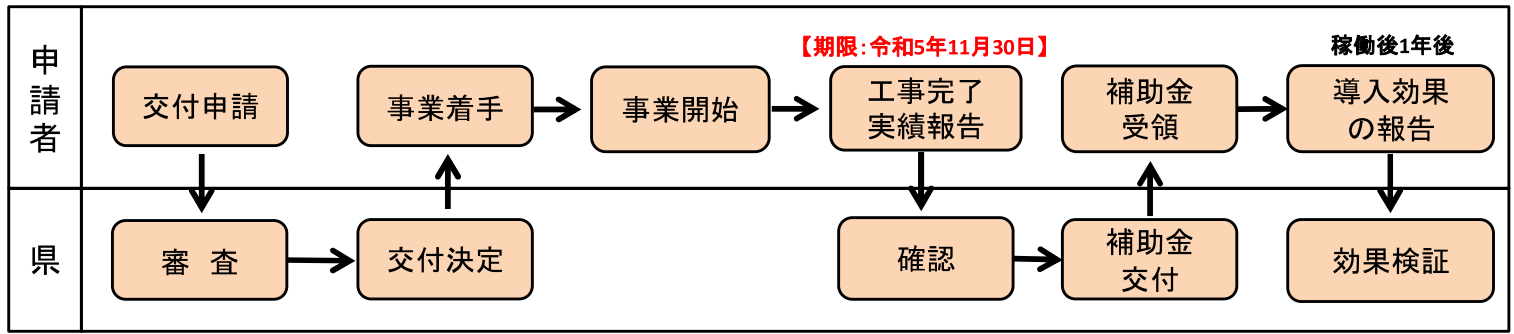 申請者
【期限：令和5年11月30日】
稼働後1年後
交付申請
事業着手
事業開始
工事完了
実績報告
補助金
受領
導入効果
の報告
県
審 査
交付決定
確認
補助金
交付
効果検証